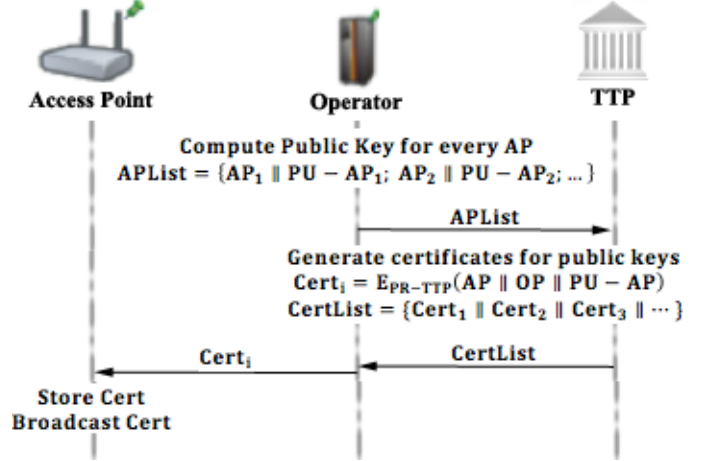 Access Point Operator TTP
Compute Public Key for every AP
APList = {AP₁ ∥ PU − AP₁; AP₂ ∥ PU − AP₂; … }
APList
Generate certificates for public keys
Certᵢ = E_PR−TTP(AP ∥ OP ∥ PU − AP)
CertList = {Cert₁ ∥ Cert₂ ∥ Cert₃ ∥ ⋯ }
Certᵢ CertList
Store Cert
Broadcast Cert